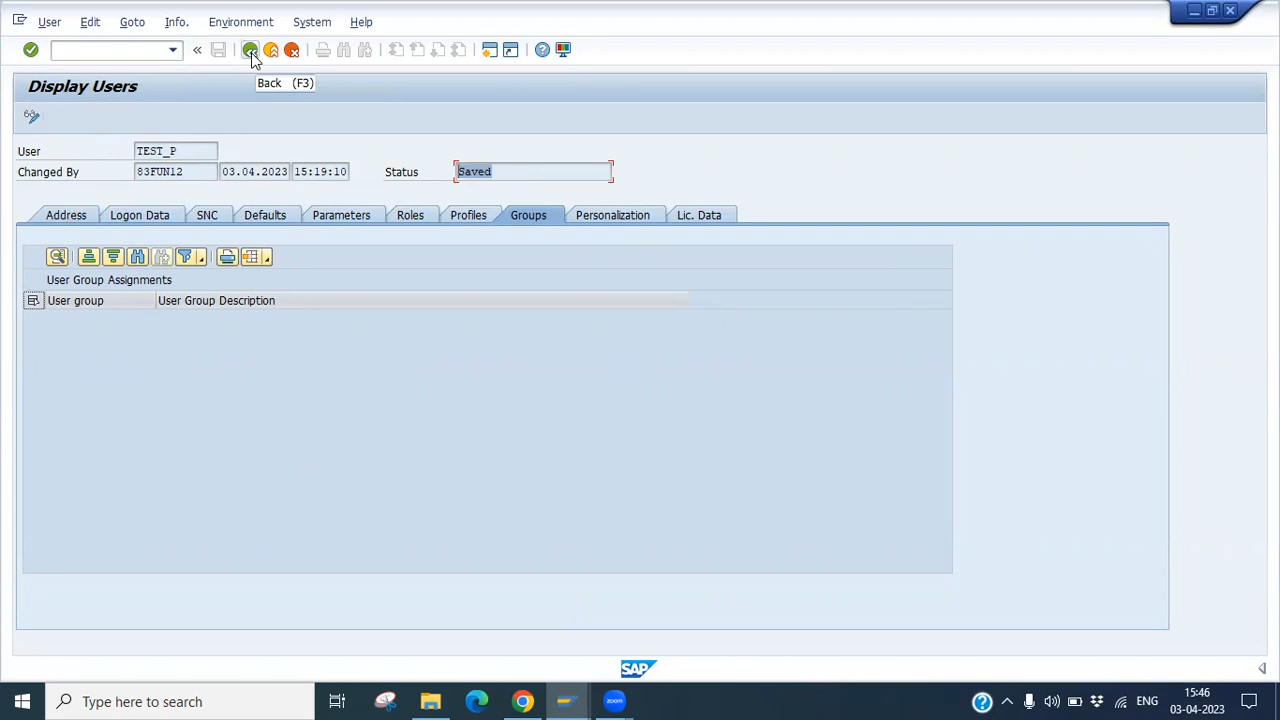 User Edit Goto Info. Environment System Help
Back (F3)
Display Users
User TEST_P
Changed By 83FUN12 03.04.2023 15:19:10 Status Saved
Address Logon Data SNC Defaults Parameters Roles Profiles Groups Personalization Lic. Data
User Group Assignments
User group User Group Description
SAP
Type here to search
zoom
ENG
15:46
03-04-2023